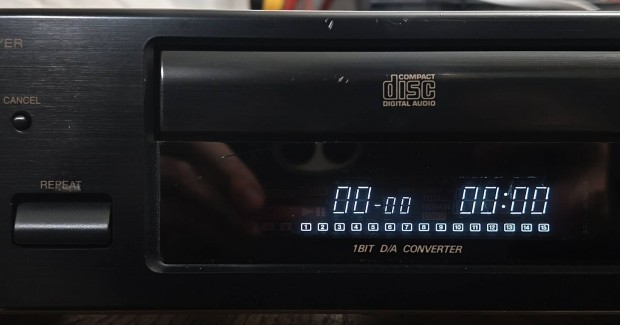 YER
CANCEL
REPEAT
COMPACT
disc
DIGITAL AUDIO
00-00 00:00
1 2 3 4 5 6 7 8 9 10 11 12 13 14 15
1BIT D/A CONVERTER